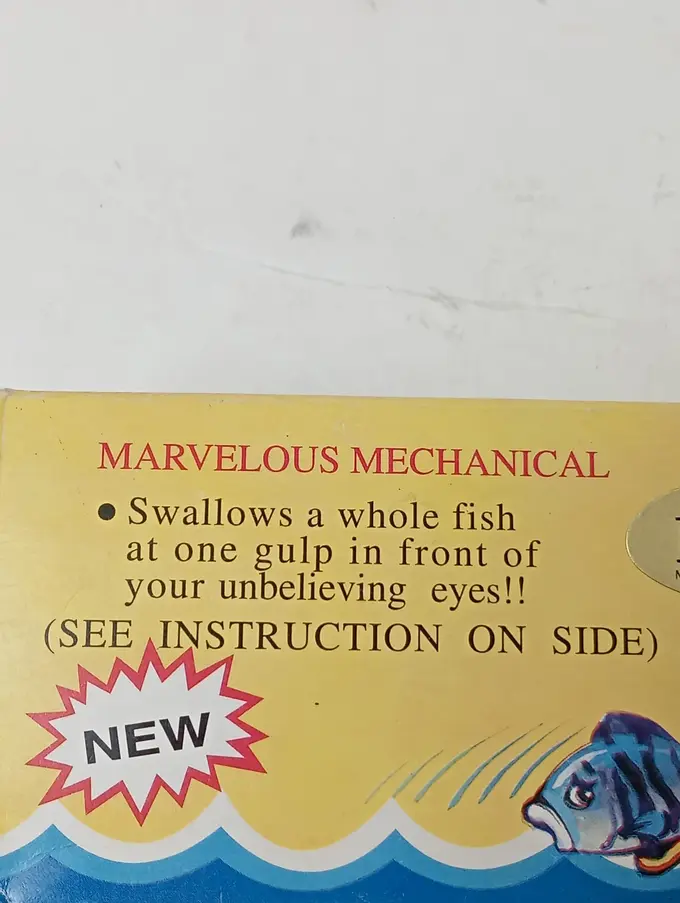 MARVELOUS MECHANICAL
• Swallows a whole fish
at one gulp in front of
your unbelieving eyes!!
(SEE INSTRUCTION ON SIDE)
NEW